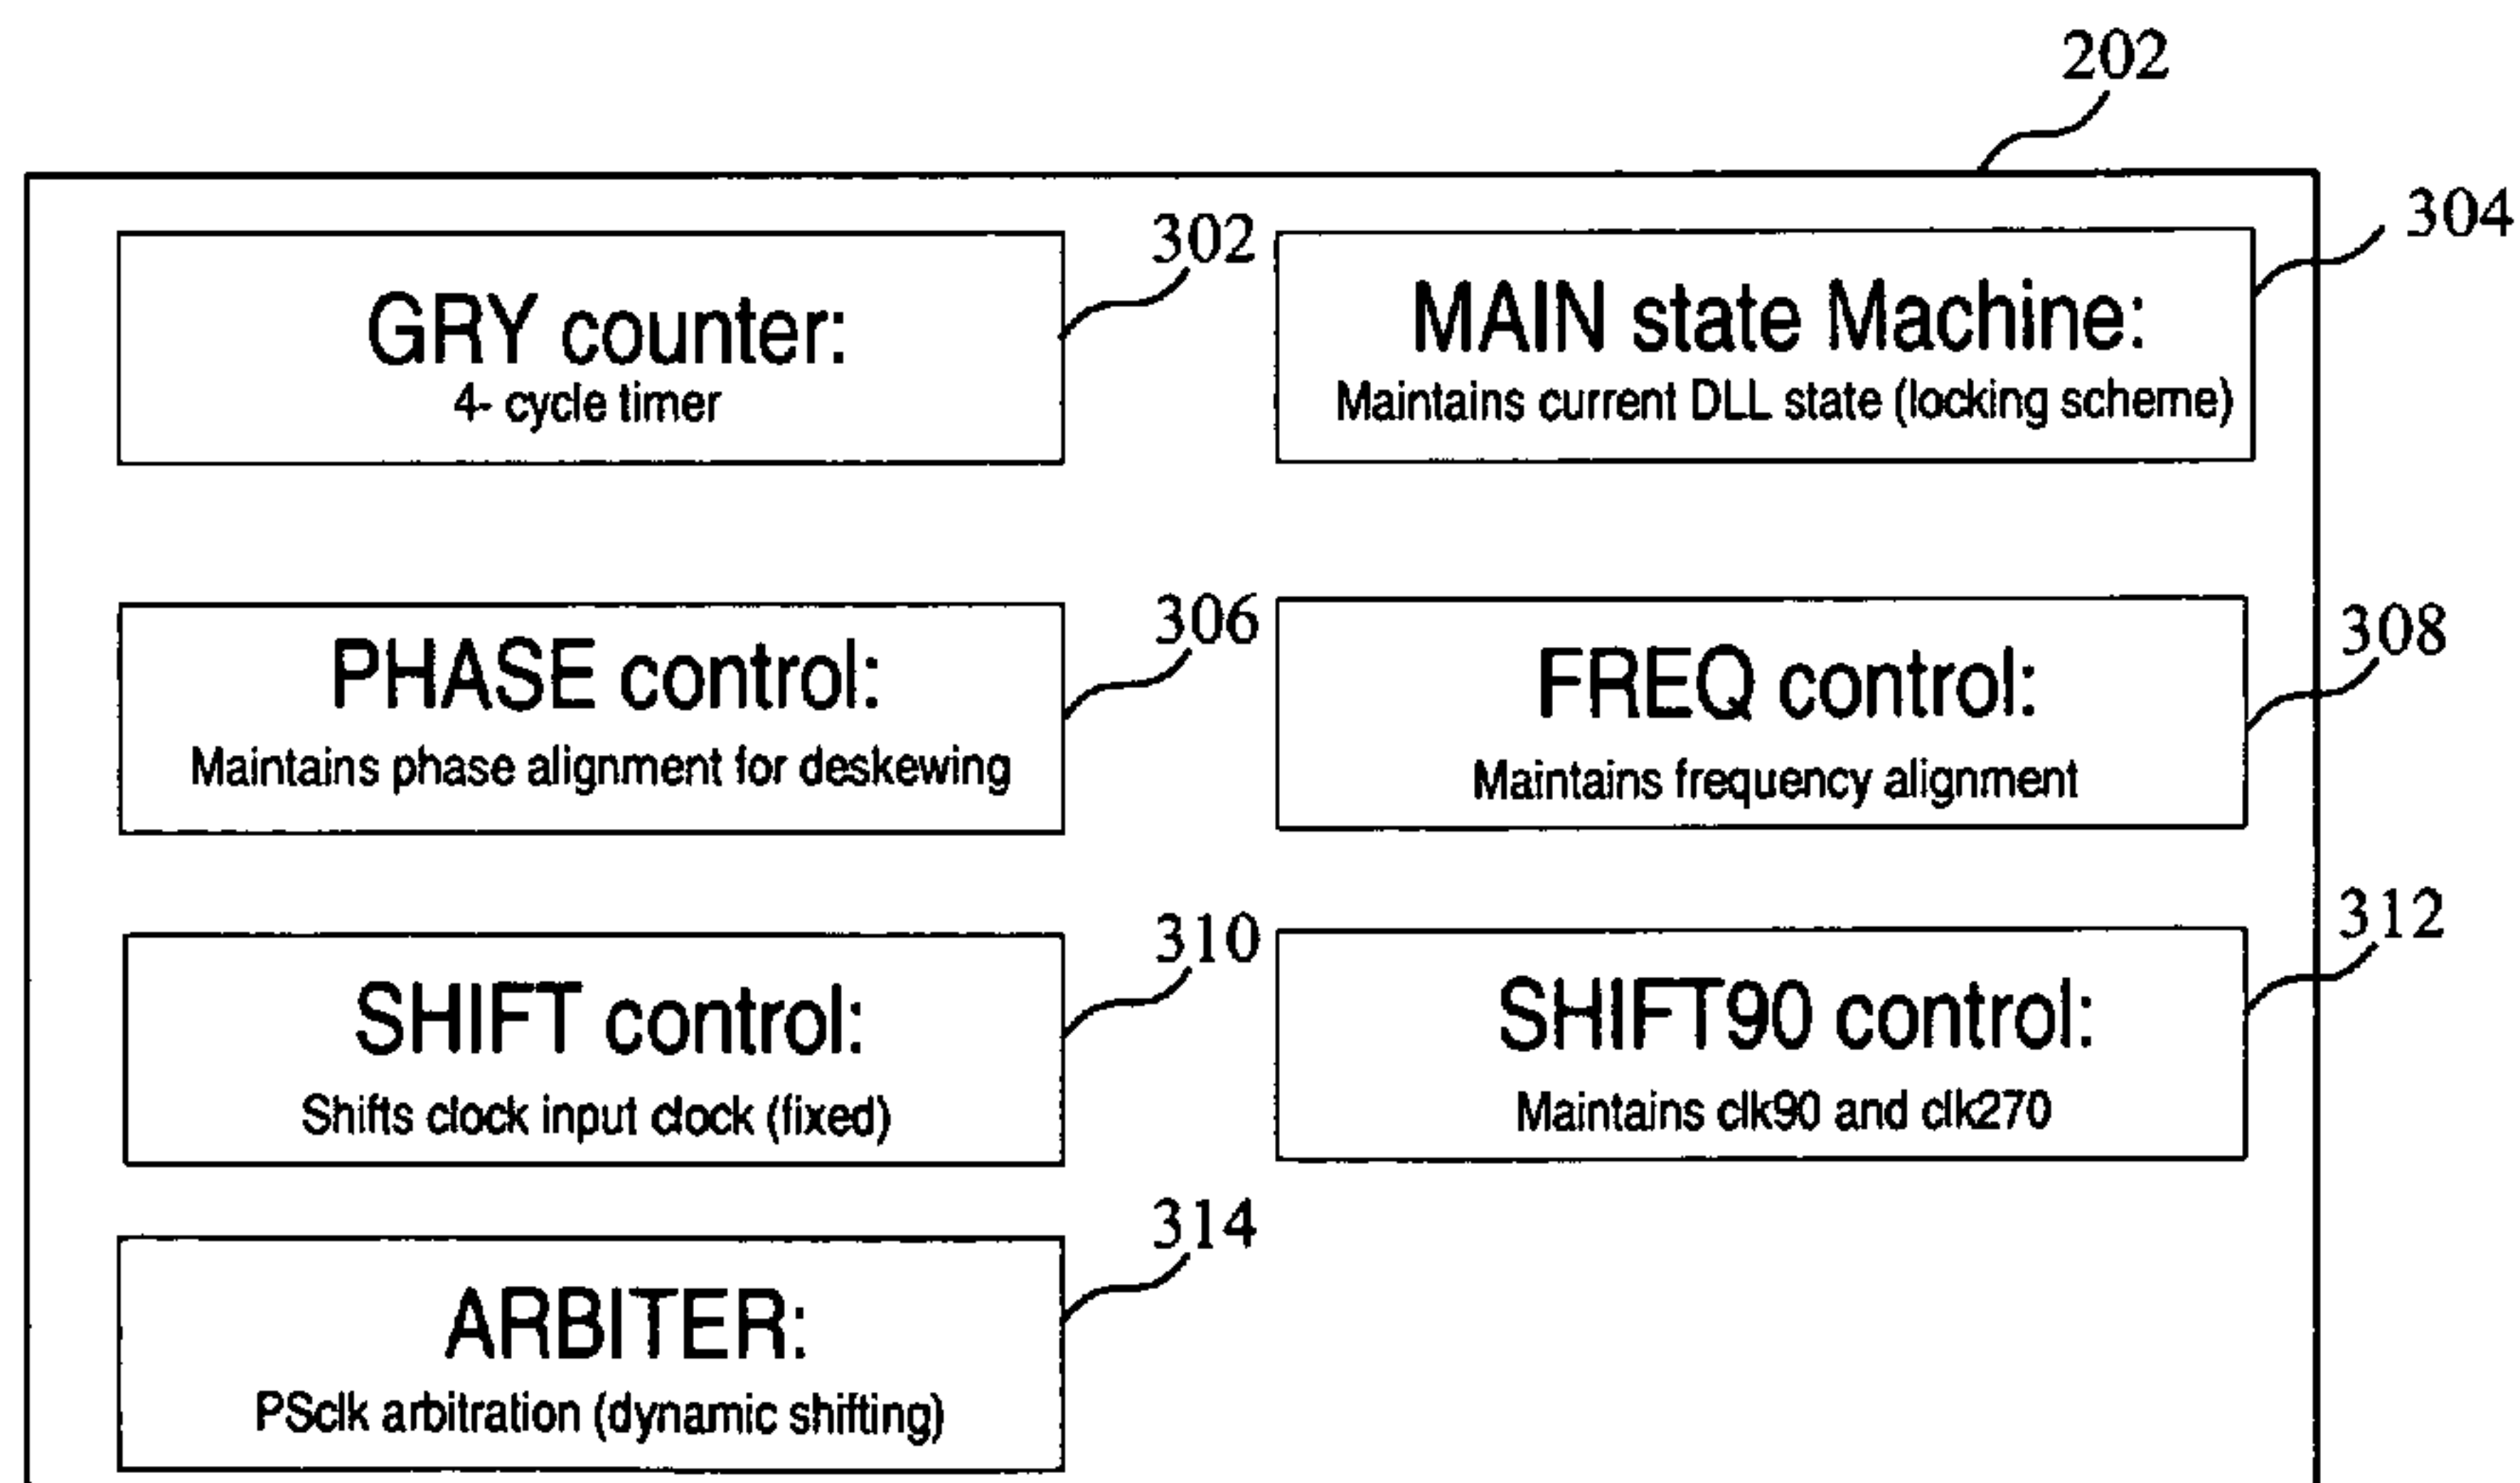 202
302
GRY counter:
4- cycle timer
304
MAIN state Machine:
Maintains current DLL state (locking scheme)
306
PHASE control:
Maintains phase alignment for deskewing
308
FREQ control:
Maintains frequency alignment
310
SHIFT control:
Shifts clock input clock (fixed)
312
SHIFT90 control:
Maintains clk90 and clk270
314
ARBITER:
PSclk arbitration (dynamic shifting)